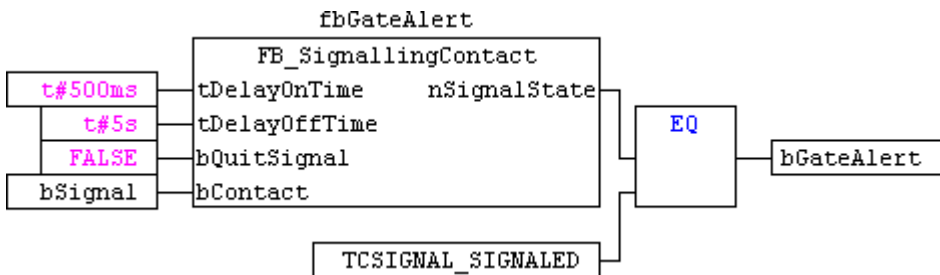 fbGateAlert
FB_SignallingContact
t#500ms tDelayOnTime nSignalState
t#5s tDelayOffTime EQ
FALSE bQuitSignal bGateAlert
bSignal bContact
TCSIGNAL_SIGNALED